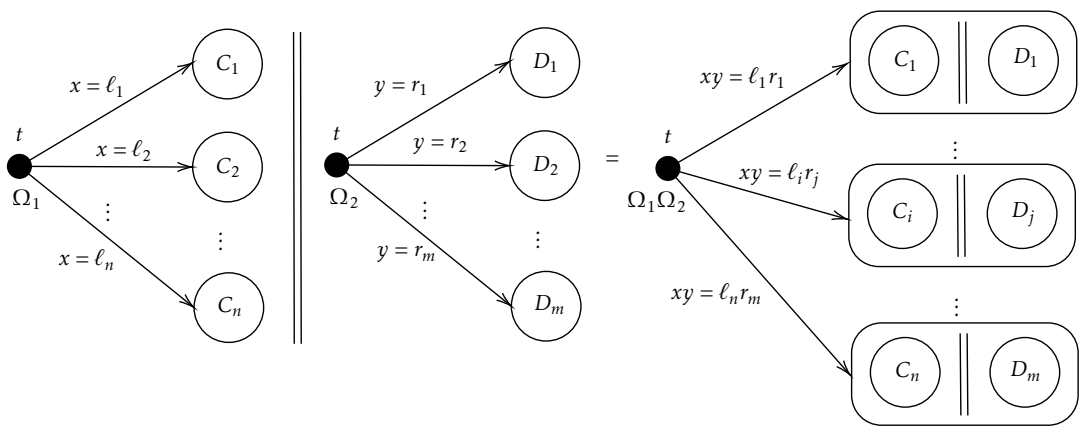 x = ℓ₁
C₁
t
x = ℓ₂
C₂
Ω₁
⋮
⋮
x = ℓₙ
Cₙ
y = r₁
D₁
t
y = r₂
D₂
Ω₂
⋮
⋮
y = rₘ
Dₘ
=
xy = ℓ₁r₁
C₁
D₁
t
⋮
xy = ℓᵢrⱼ
Ω₁Ω₂
Cᵢ
Dⱼ
xy = ℓₙrₘ
⋮
Cₙ
Dₘ